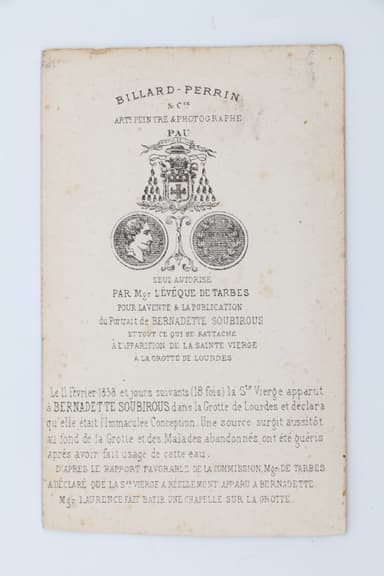 BILLARD-PERRIN
& Cie
ARTte PEINTRE & PHOTOGRAPHE
PAU
SEUL AUTORISÉ
PAR Mgr L'ÉVÊQUE DE TARBES
POUR LA VENTE & LA PUBLICATION
du Portrait de BERNADETTE SOUBIROUS
ET TOUT CE QUI SE RATTACHE
À L'APPARITION DE LA SAINTE VIERGE
À LA GROTTE DE LOURDES
Le 11 Février 1858 et jours suivants (18 fois) la Ste Vierge apparut
à BERNADETTE SOUBIROUS dans la Grotte de Lourdes et déclara
qu'elle était l'Immaculée Conception. Une source surgit aussitôt
au fond de la Grotte et des Malades abandonnés ont été guéris
après avoir fait usage de cette eau.
D'APRÈS LE RAPPORT FAVORABLE DE LA COMMISSION, Mgr DE TARBES
A DÉCLARÉ QUE LA Ste VIERGE A RÉELLEMENT APPARU A BERNADETTE.
Mgr LAURENCE FAIT BATIR UNE CHAPELLE SUR LA GROTTE.